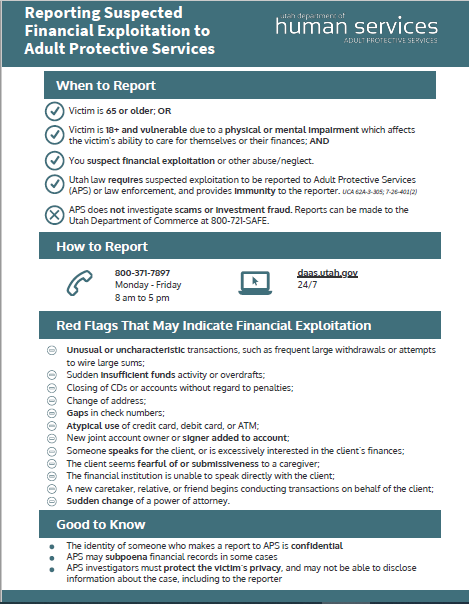 Reporting Suspected
Financial Exploitation to
Adult Protective Services
utah department of
human services
ADULT PROTECTIVE SERVICES
When to Report
Victim is 65 or older; OR
Victim is 18+ and vulnerable due to a physical or mental impairment which affects
the victim's ability to care for themselves or their finances; AND
You suspect financial exploitation or other abuse/neglect.
Utah law requires suspected exploitation to be reported to Adult Protective Services
(APS) or law enforcement, and provides immunity to the reporter. UCA 62A-3-305; 7-26-401(2)
APS does not investigate scams or investment fraud. Reports can be made to the
Utah Department of Commerce at 800-721-SAFE.
How to Report
800-371-7897
Monday - Friday
8 am to 5 pm
daas.utah.gov
24/7
Red Flags That May Indicate Financial Exploitation
Unusual or uncharacteristic transactions, such as frequent large withdrawals or attempts
to wire large sums;
Sudden insufficient funds activity or overdrafts;
Closing of CDs or accounts without regard to penalties;
Change of address;
Gaps in check numbers;
Atypical use of credit card, debit card, or ATM;
New joint account owner or signer added to account;
Someone speaks for the client, or is excessively interested in the client's finances;
The client seems fearful of or submissiveness to a caregiver;
The financial institution is unable to speak directly with the client;
A new caretaker, relative, or friend begins conducting transactions on behalf of the client;
Sudden change of a power of attorney.
Good to Know
The identity of someone who makes a report to APS is confidential
APS may subpoena financial records in some cases
APS investigators must protect the victim's privacy, and may not be able to disclose
information about the case, including to the reporter